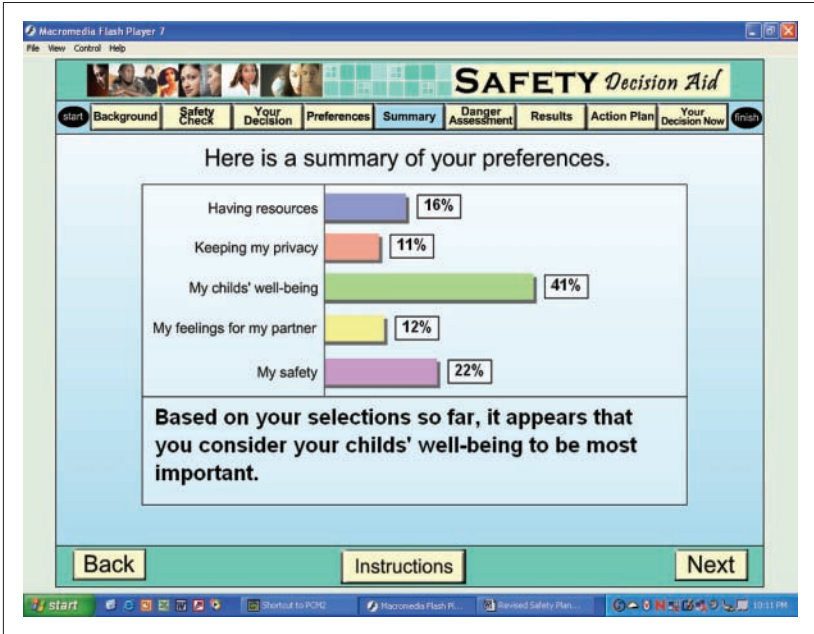 Macromedia Flash Player 7
File View Control Help
SAFETY Decision Aid
start Background Safety Check Your Decision Preferences Summary Danger Assessment Results Action Plan Your Decision Now finish
Here is a summary of your preferences.
Having resources 16%
Keeping my privacy 11%
My childs' well-being 41%
My feelings for my partner 12%
My safety 22%
Based on your selections so far, it appears that
you consider your childs' well-being to be most
important.
Back Instructions Next
start Shortcut to PCM2 Macromedia Flash Pl... Revised Safety Plan... 10:11 PM